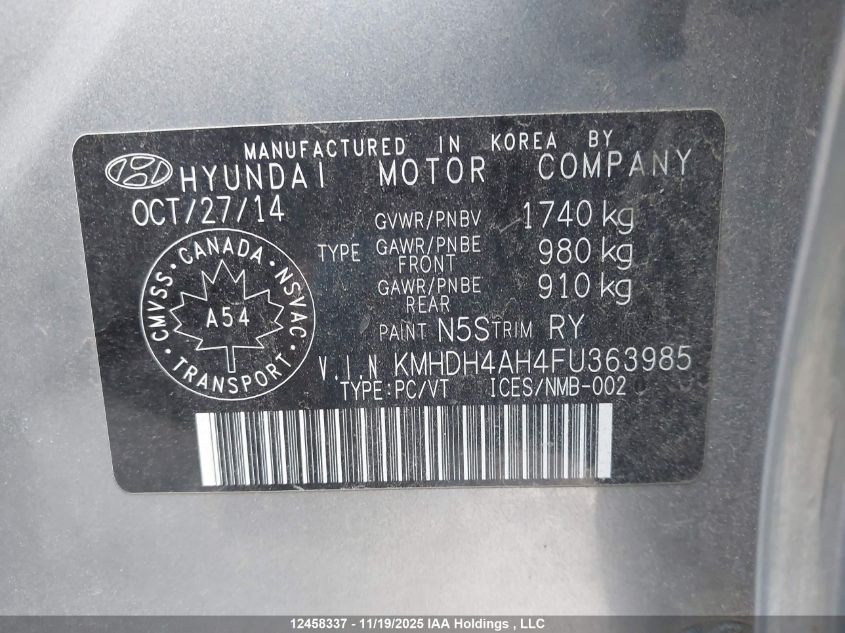 MANUFACTURED IN KOREA BY
HYUNDAI MOTOR COMPANY
OCT/27/14
GVWR/PNBV 1740 kg
TYPE GAWR/PNBE FRONT 980 kg
GAWR/PNBE REAR 910 kg
CMVSS · CANADA · NSVAC
A54
· TRANSPORT ·
PAINT N5S TRIM RY
V.I.N KMHDH4AH4FU363985
TYPE:PC/VT ICES/NMB-002
12458337 - 11/19/2025 IAA Holdings , LLC